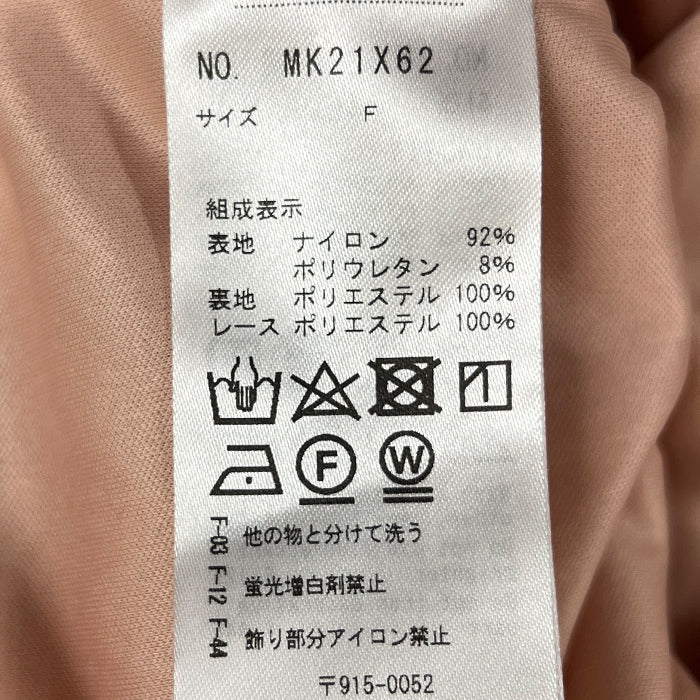 NO. MK21X62
サイズ F
組成表示
表地 ナイロン 92%
ポリウレタン 8%
裏地 ポリエステル 100%
レース ポリエステル 100%
F W
F-03 他の物と分けて洗う
F-12 蛍光増白剤禁止
F-44 飾り部分アイロン禁止
〒915-0052